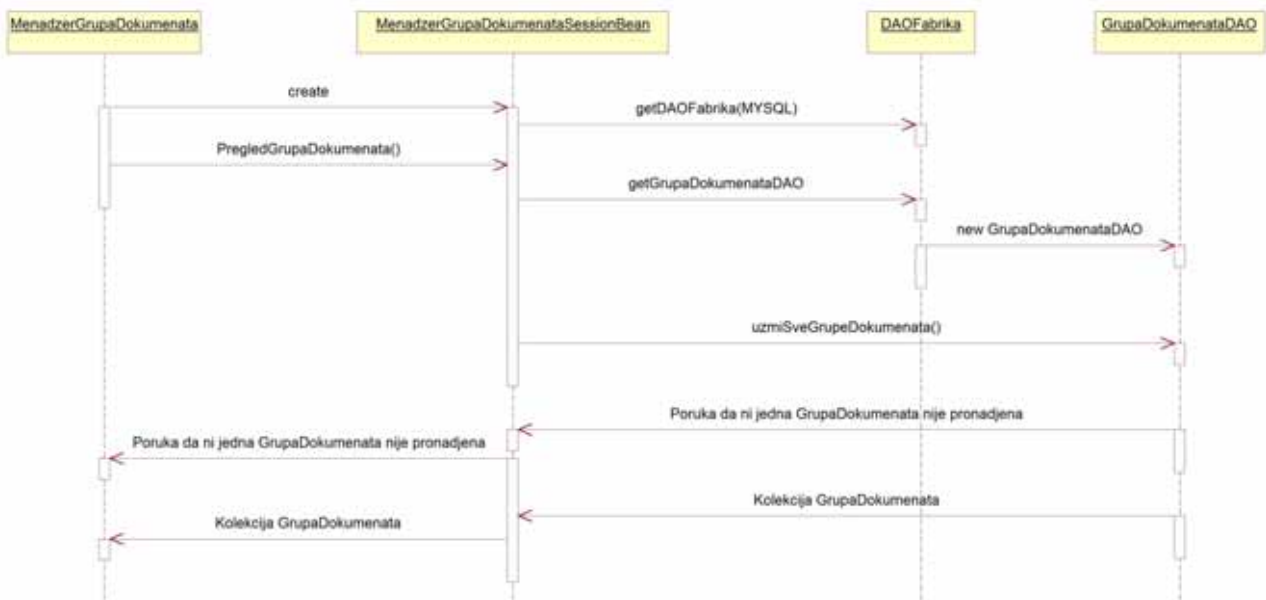 MenadzerGrupaDokumenata
MenadzerGrupaDokumenataSessionBean
DAOFabrika
GrupaDokumenataDAO
create
getDAOFabrika(MYSQL)
PregledGrupaDokumenata()
getGrupaDokumenataDAO
new GrupaDokumenataDAO
uzmiSveGrupeDokumenata()
Poruka da ni jedna GrupaDokumenata nije pronadjena
Poruka da ni jedna GrupaDokumenata nije pronadjena
Kolekcija GrupaDokumenata
Kolekcija GrupaDokumenata